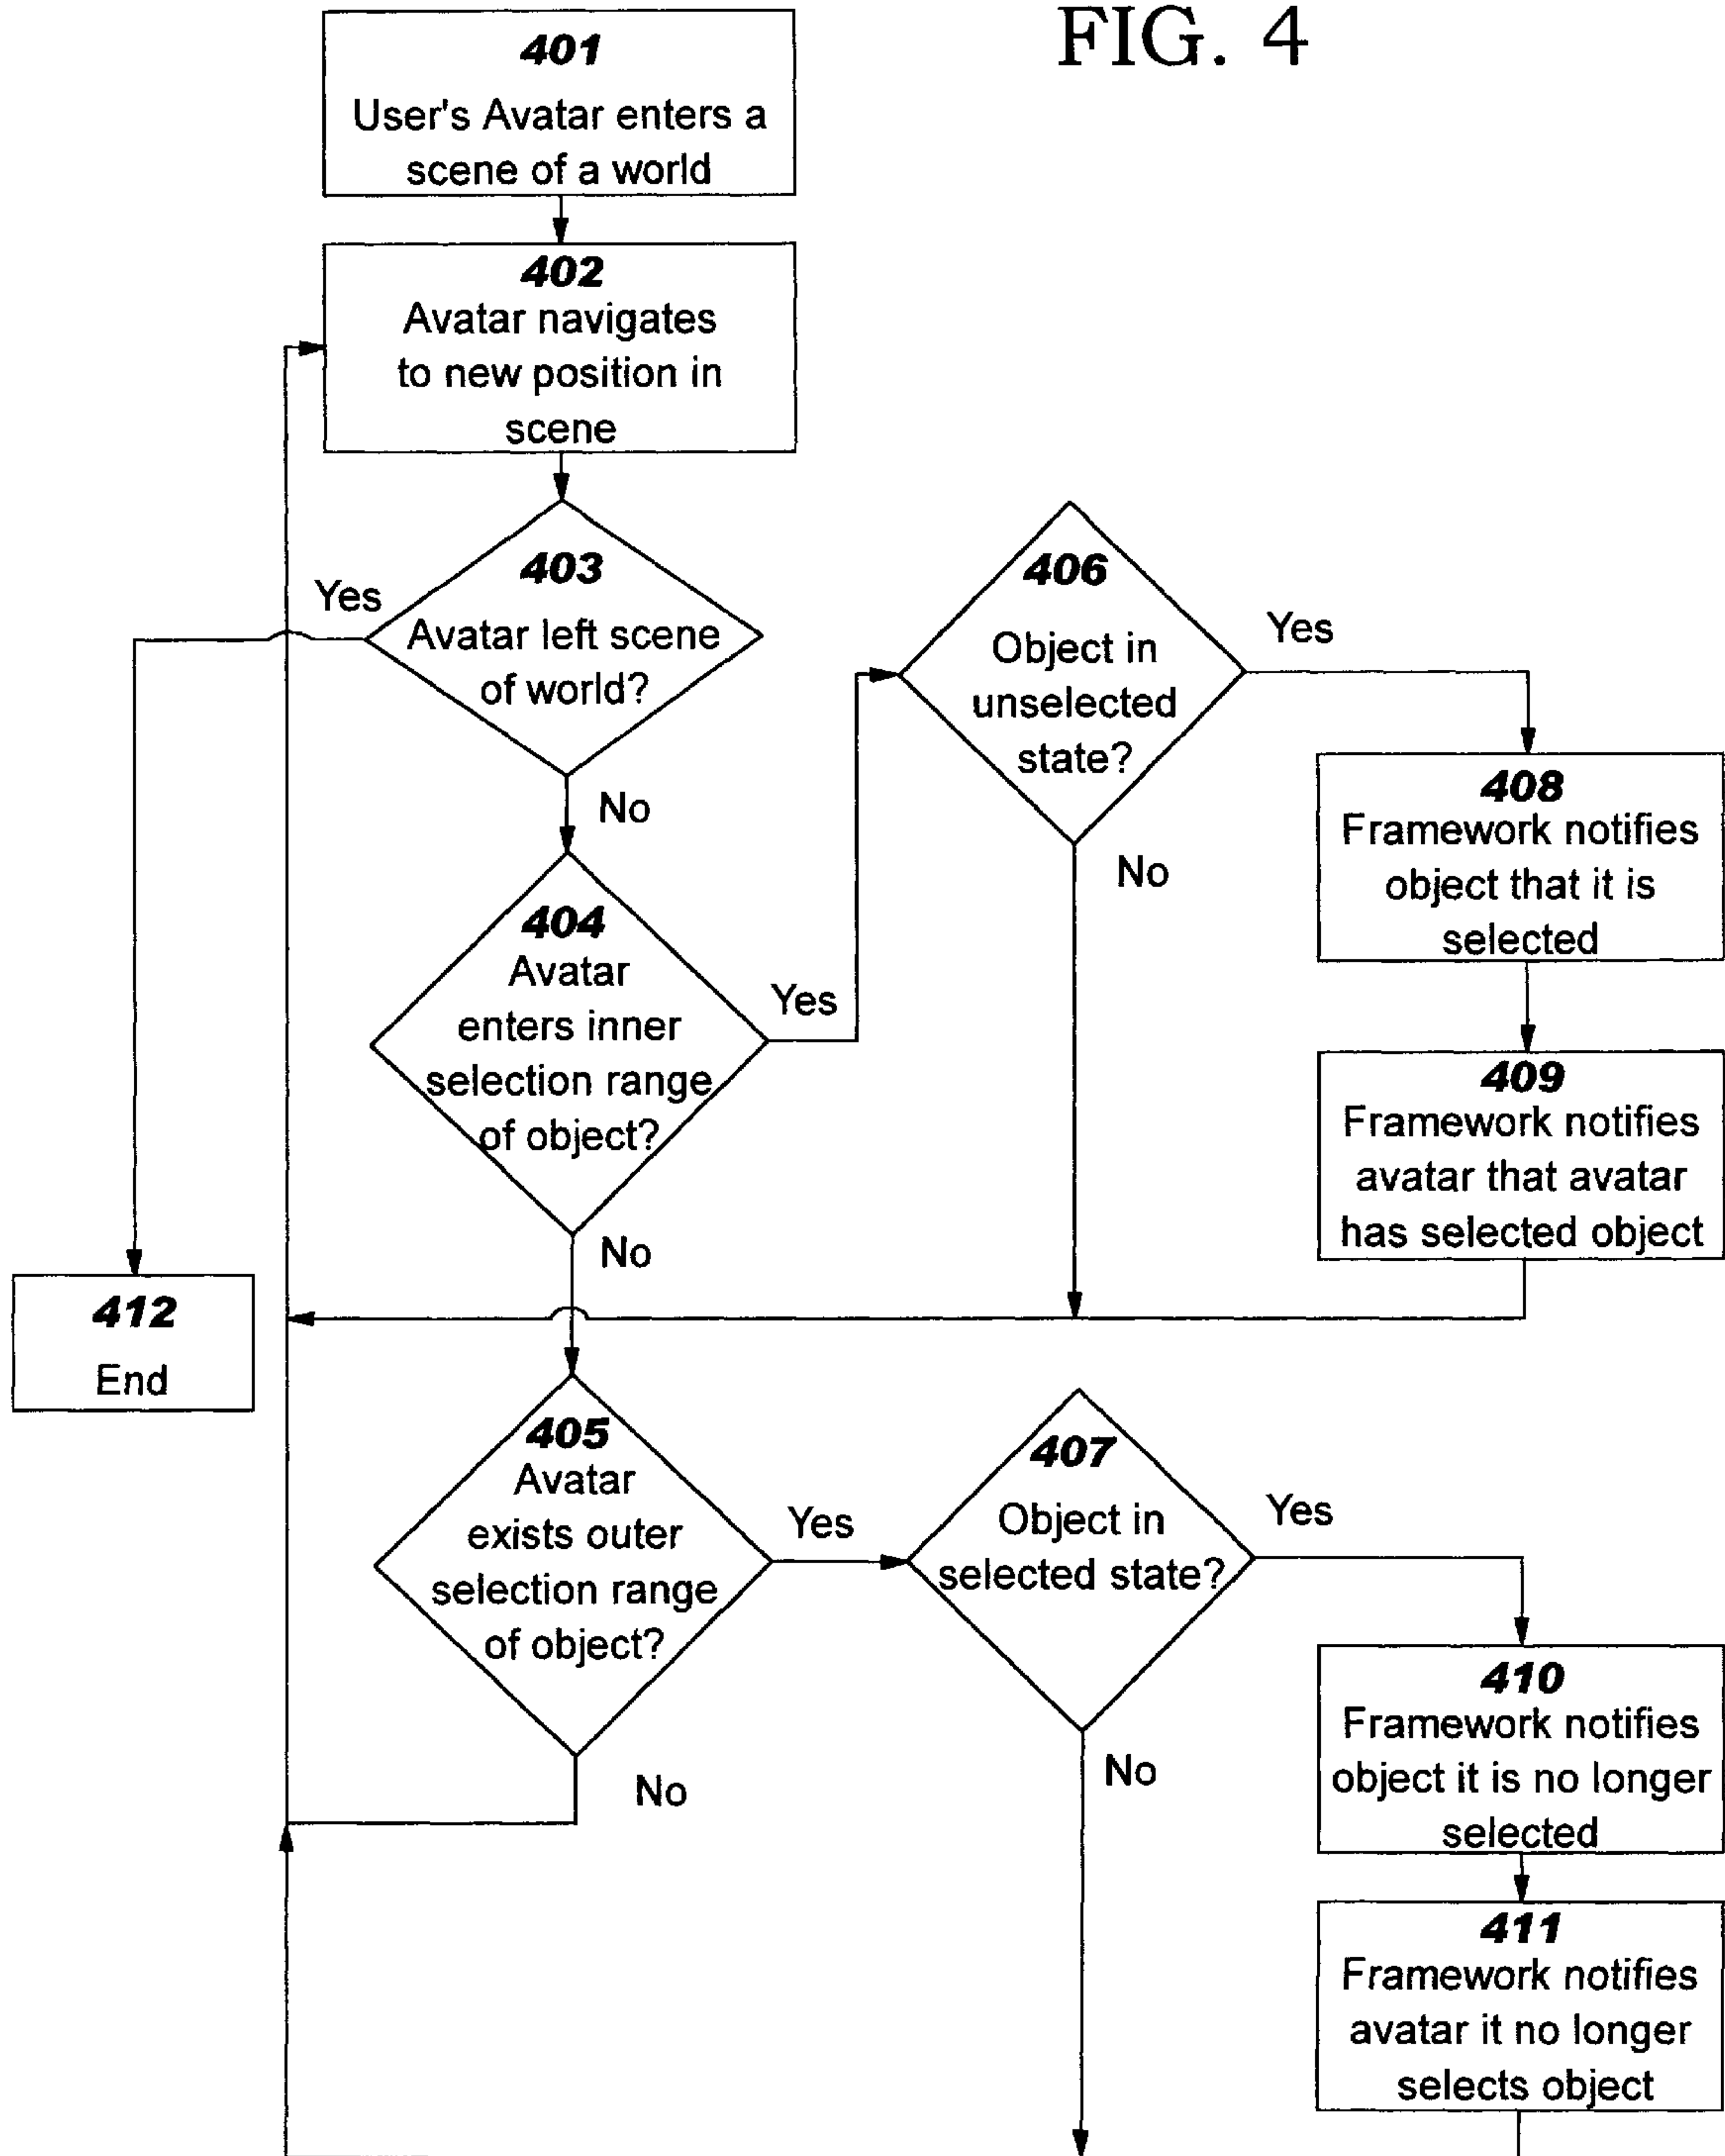 FIG. 4
401
User's Avatar enters a
scene of a world
402
Avatar navigates
to new position in
scene
403
Avatar left scene
of world?
Yes
No
404
Avatar
enters inner
selection range
of object?
Yes
No
406
Object in
unselected
state?
Yes
No
408
Framework notifies
object that it is
selected
409
Framework notifies
avatar that avatar
has selected object
412
End
405
Avatar
exists outer
selection range
of object?
Yes
No
407
Object in
selected state?
Yes
No
410
Framework notifies
object it is no longer
selected
411
Framework notifies
avatar it no longer
selects object